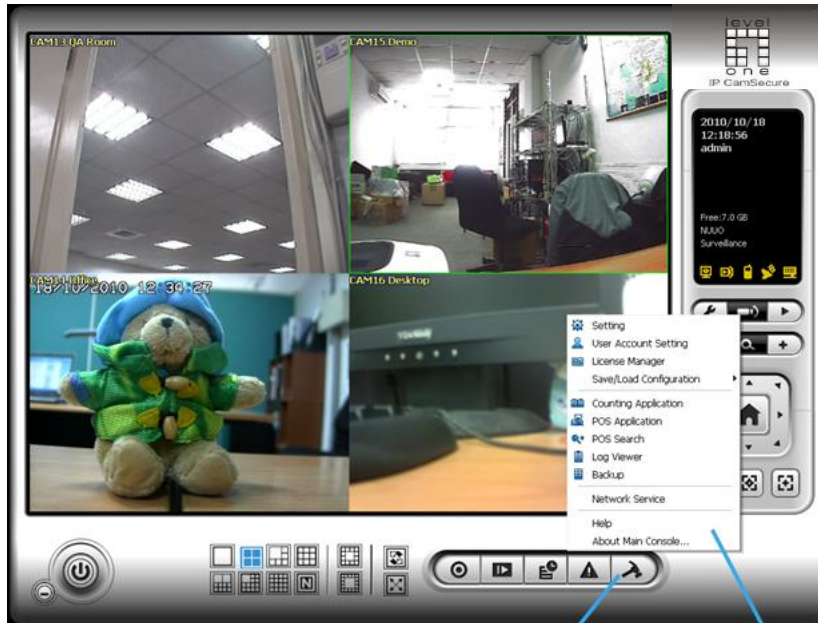 level
one
IP CamSecure
CAM13 QA Room
CAM15 Demo
2010/10/18
12:18:56
admin
Free:7.0 GB
NUUO
Surveillance
CAM14 Office
18/10/2010 12:34:27
CAM16 Desktop
Setting
User Account Setting
License Manager
Save/Load Configuration
Counting Application
POS Application
POS Search
Log Viewer
Backup
Network Service
Help
About Main Console...
N